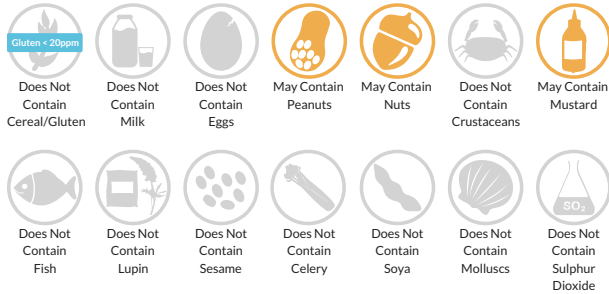 Gluten < 20ppm
Does Not
Contain
Cereal/Gluten
Does Not
Contain
Milk
Does Not
Contain
Eggs
May Contain
Peanuts
May Contain
Nuts
Does Not
Contain
Crustaceans
May Contain
Mustard
Does Not
Contain
Fish
Does Not
Contain
Lupin
Does Not
Contain
Sesame
Does Not
Contain
Celery
Does Not
Contain
Soya
Does Not
Contain
Molluscs
SO₂
Does Not
Contain
Sulphur
Dioxide